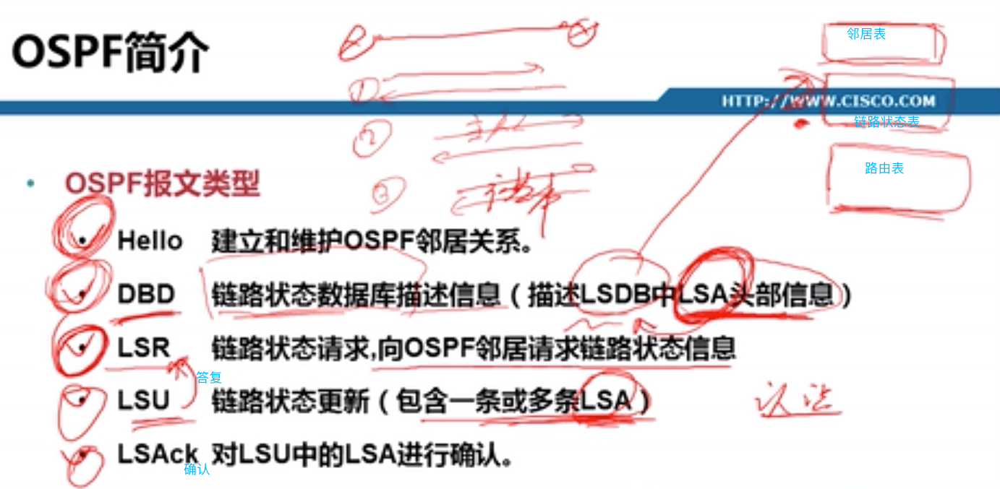 OSPF简介
邻居表
HTTP://WWW.CISCO.COM
①
链路状态表
②
主人
路由表
• OSPF报文类型
③
• Hello 建立和维护OSPF邻居关系。
• DBD 链路状态数据库描述信息（描述LSDB中LSA头部信息）
• LSR 链路状态请求,向OSPF邻居请求链路状态信息
答复
• LSU 链路状态更新（包含一条或多条LSA）
• LSAck 对LSU中的LSA进行确认。
确认